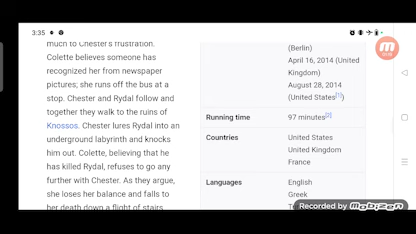 3:35
much to Chester's frustration.
Colette believes someone has
recognized her from newspaper
pictures; she runs off the bus at a
stop. Chester and Rydal follow and
together they walk to the ruins of
Knossos. Chester lures Rydal into an
underground labyrinth and knocks
him out. Colette, believing that he
has killed Rydal, refuses to go any
further with Chester. As they argue,
she loses her balance and falls to
her death down a flight of stairs.
(Berlin)
April 16, 2014 (United
Kingdom)
August 28, 2014
(United States[1])
Running time 97 minutes[2]
Countries United States
United Kingdom
France
Languages English
Greek
Recorded by MOBIZEN